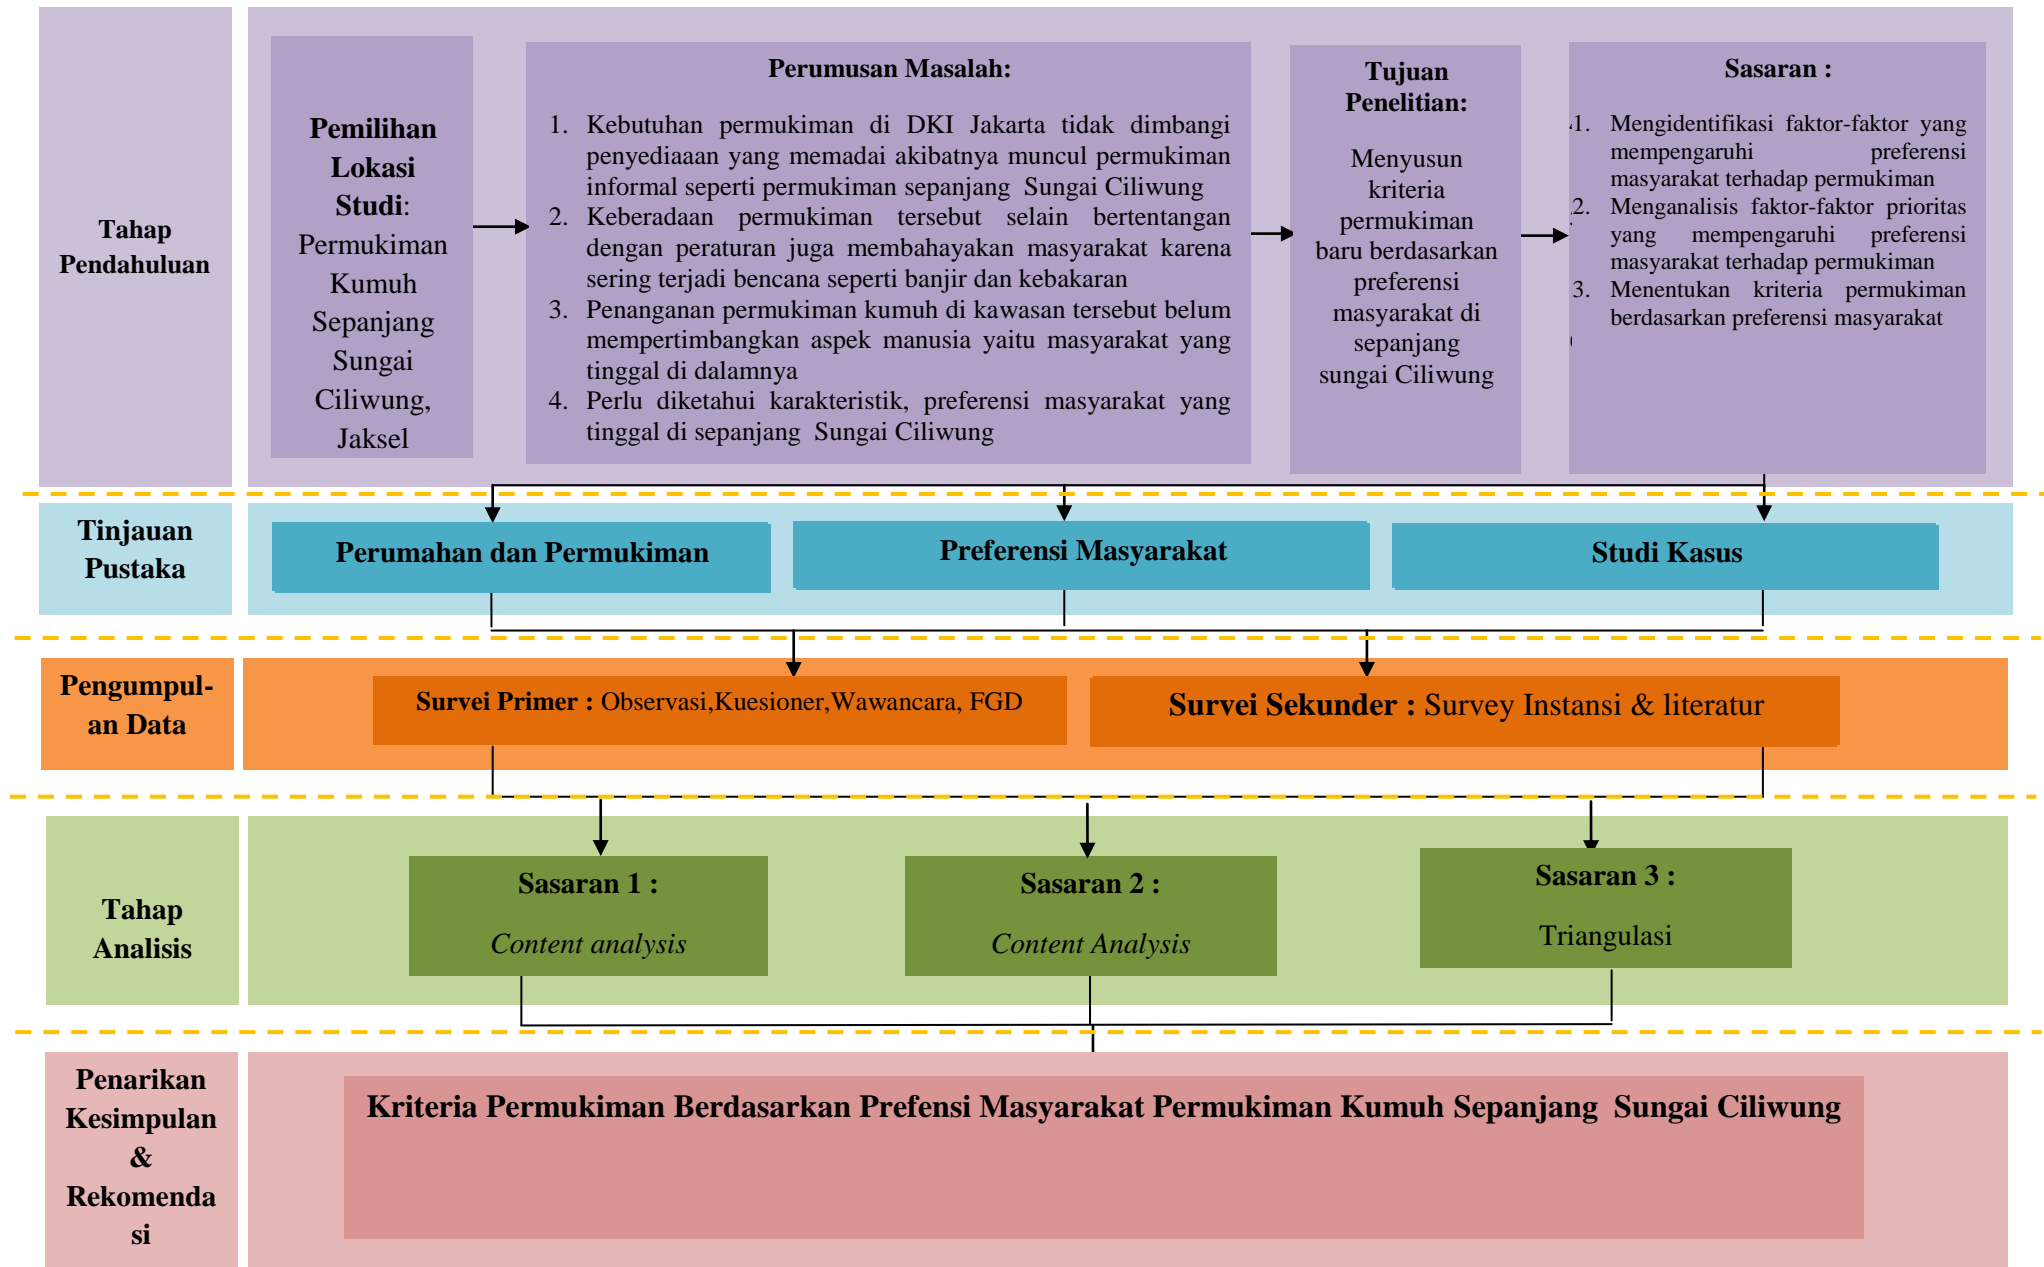 Tahap
Pendahuluan
Pemilihan
Lokasi
Studi:
Permukiman
Kumuh
Sepanjang
Sungai
Ciliwung,
Jaksel
Perumusan Masalah:
1. Kebutuhan permukiman di DKI Jakarta tidak dimbangi
penyediaaan yang memadai akibatnya muncul permukiman
informal seperti permukiman sepanjang Sungai Ciliwung
2. Keberadaan permukiman tersebut selain bertentangan
dengan peraturan juga membahayakan masyarakat karena
sering terjadi bencana seperti banjir dan kebakaran
3. Penanganan permukiman kumuh di kawasan tersebut belum
mempertimbangkan aspek manusia yaitu masyarakat yang
tinggal di dalamnya
4. Perlu diketahui karakteristik, preferensi masyarakat yang
tinggal di sepanjang Sungai Ciliwung
Tujuan
Penelitian:
Menyusun
kriteria
permukiman
baru berdasarkan
preferensi
masyarakat di
sepanjang
sungai Ciliwung
Sasaran :
1. Mengidentifikasi faktor-faktor yang
mempengaruhi preferensi
masyarakat terhadap permukiman
2. Menganalisis faktor-faktor prioritas
yang mempengaruhi preferensi
masyarakat terhadap permukiman
3. Menentukan kriteria permukiman
berdasarkan preferensi masyarakat
Tinjauan
Pustaka
Perumahan dan Permukiman
Preferensi Masyarakat
Studi Kasus
Pengumpul-
an Data
Survei Primer : Observasi,Kuesioner,Wawancara, FGD
Survei Sekunder : Survey Instansi & literatur
Tahap
Analisis
Sasaran 1 :
Content analysis
Sasaran 2 :
Content Analysis
Sasaran 3 :
Triangulasi
Penarikan
Kesimpulan
&
Rekomenda
si
Kriteria Permukiman Berdasarkan Prefensi Masyarakat Permukiman Kumuh Sepanjang Sungai Ciliwung